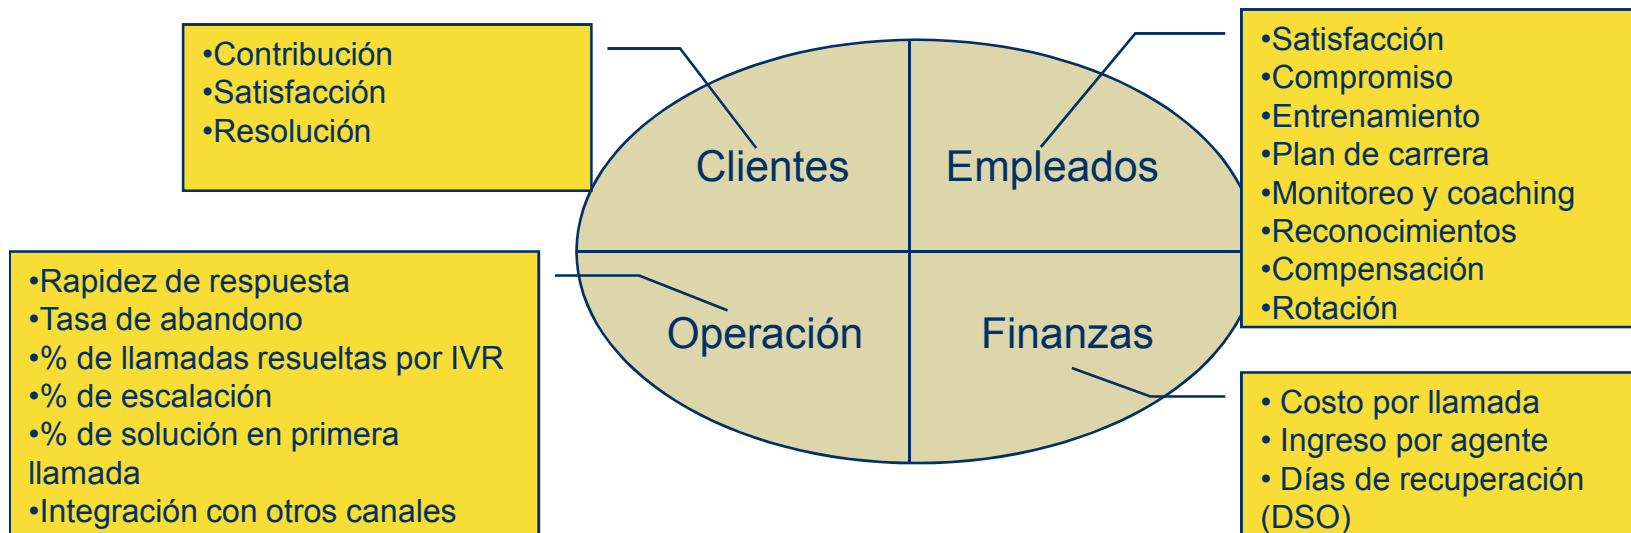 •Contribución
•Satisfacción
•Resolución
Clientes
Empleados
•Satisfacción
•Compromiso
•Entrenamiento
•Plan de carrera
•Monitoreo y coaching
•Reconocimientos
•Compensación
•Rotación
•Rapidez de respuesta
•Tasa de abandono
•% de llamadas resueltas por IVR
•% de escalación
•% de solución en primera
llamada
•Integración con otros canales
Operación
Finanzas
• Costo por llamada
• Ingreso por agente
• Días de recuperación
(DSO)